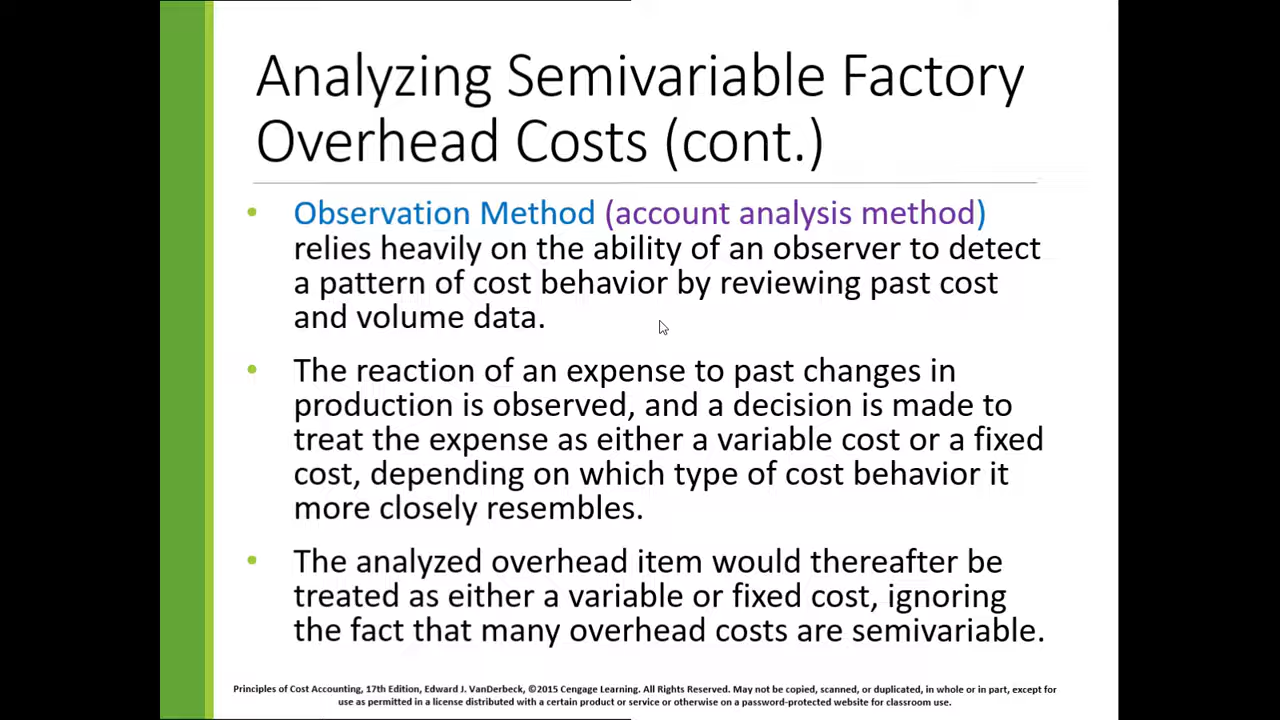 Analyzing Semivariable Factory
Overhead Costs (cont.)
• Observation Method (account analysis method)
relies heavily on the ability of an observer to detect
a pattern of cost behavior by reviewing past cost
and volume data.
• The reaction of an expense to past changes in
production is observed, and a decision is made to
treat the expense as either a variable cost or a fixed
cost, depending on which type of cost behavior it
more closely resembles.
• The analyzed overhead item would thereafter be
treated as either a variable or fixed cost, ignoring
the fact that many overhead costs are semivariable.
Principles of Cost Accounting, 17th Edition, Edward J. VanDerbeck, ©2015 Cengage Learning. All Rights Reserved. May not be copied, scanned, or duplicated, in whole or in part, except for
use as permitted in a license distributed with a certain product or service or otherwise on a password-protected website for classroom use.